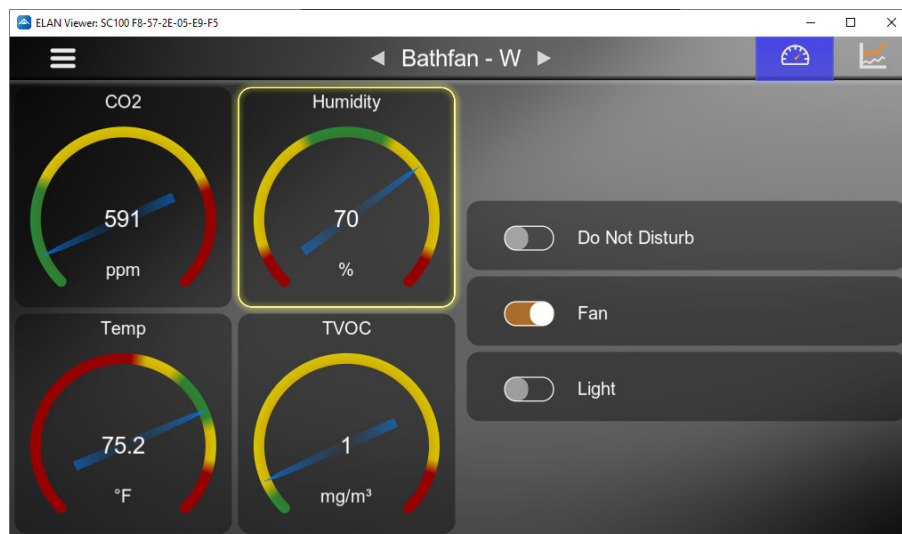 ELAN Viewer: SC100 F8-57-2E-05-E9-F5
Bathfan - W
CO2
591
ppm
Humidity
70
%
Temp
75.2
°F
TVOC
1
mg/m³
Do Not Disturb
Fan
Light